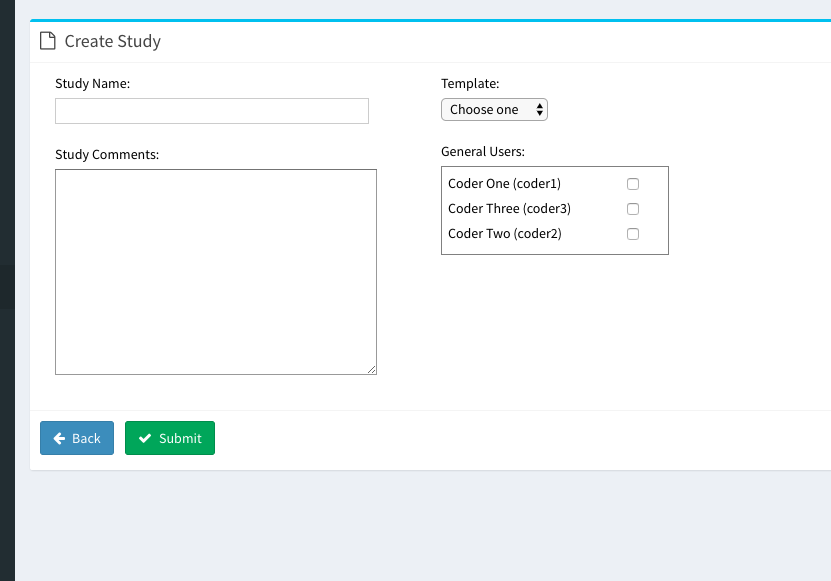 Create Study
Study Name:
Template:
Choose one
Study Comments:
General Users:
Coder One (coder1)
Coder Three (coder3)
Coder Two (coder2)
Back
Submit